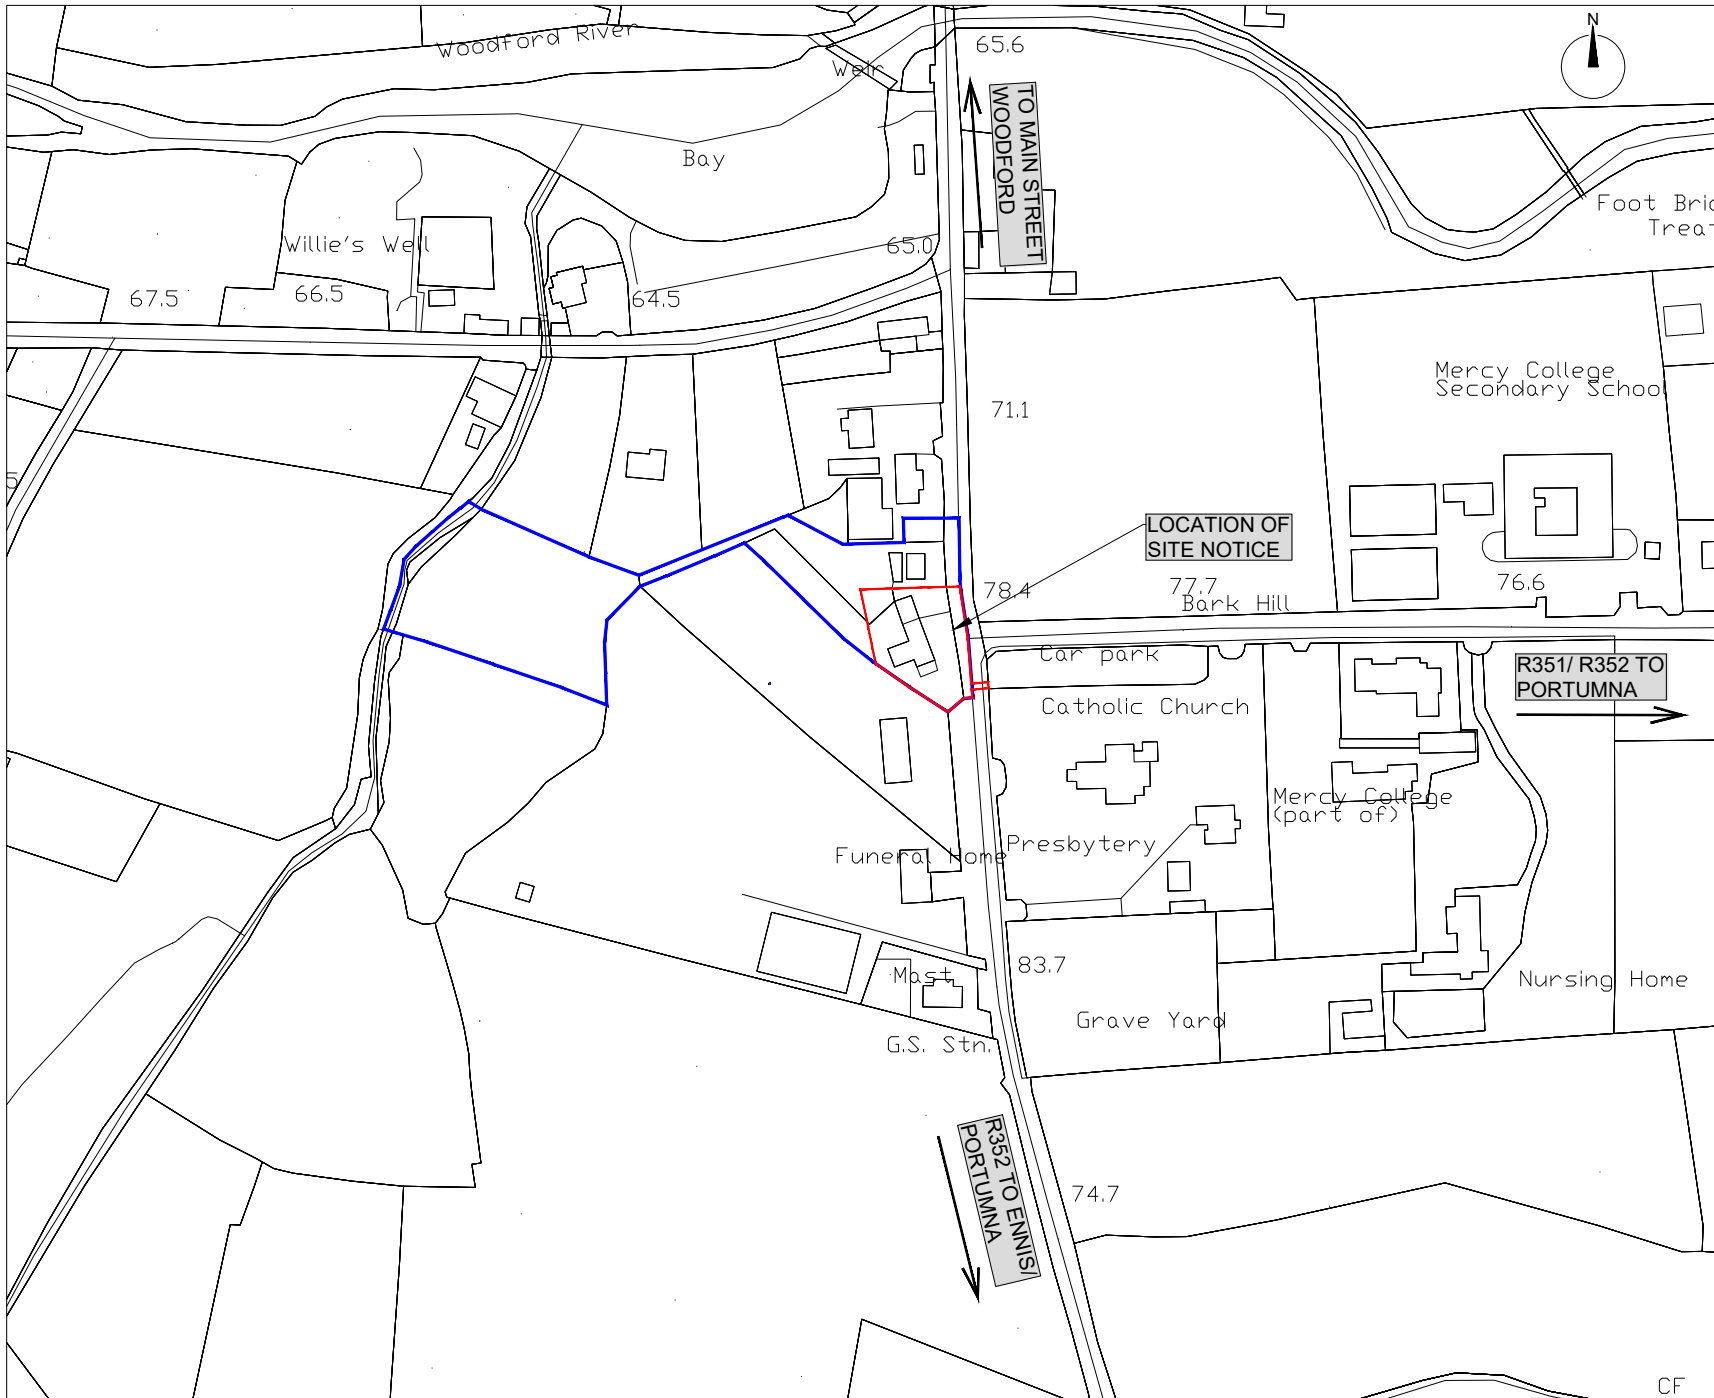 N
Woodford River
Weir
65.6
TO MAIN STREET
WOODFORD
Bay
Foot Bri
Trea
Willie's Well
65.0
67.5
66.5
64.5
Mercy College
Secondary School
71.1
5
LOCATION OF
SITE NOTICE
78.4
77.7
76.6
Bark Hill
Car park
R351/ R352 TO
PORTUMNA
Catholic Church
Mercy College
(part of)
Presbytery
Funeral Home
Mast
83.7
Nursing Home
Grave Yard
G.S. Stn.
R352 TO ENNIS/
PORTUMNA
74.7
CF